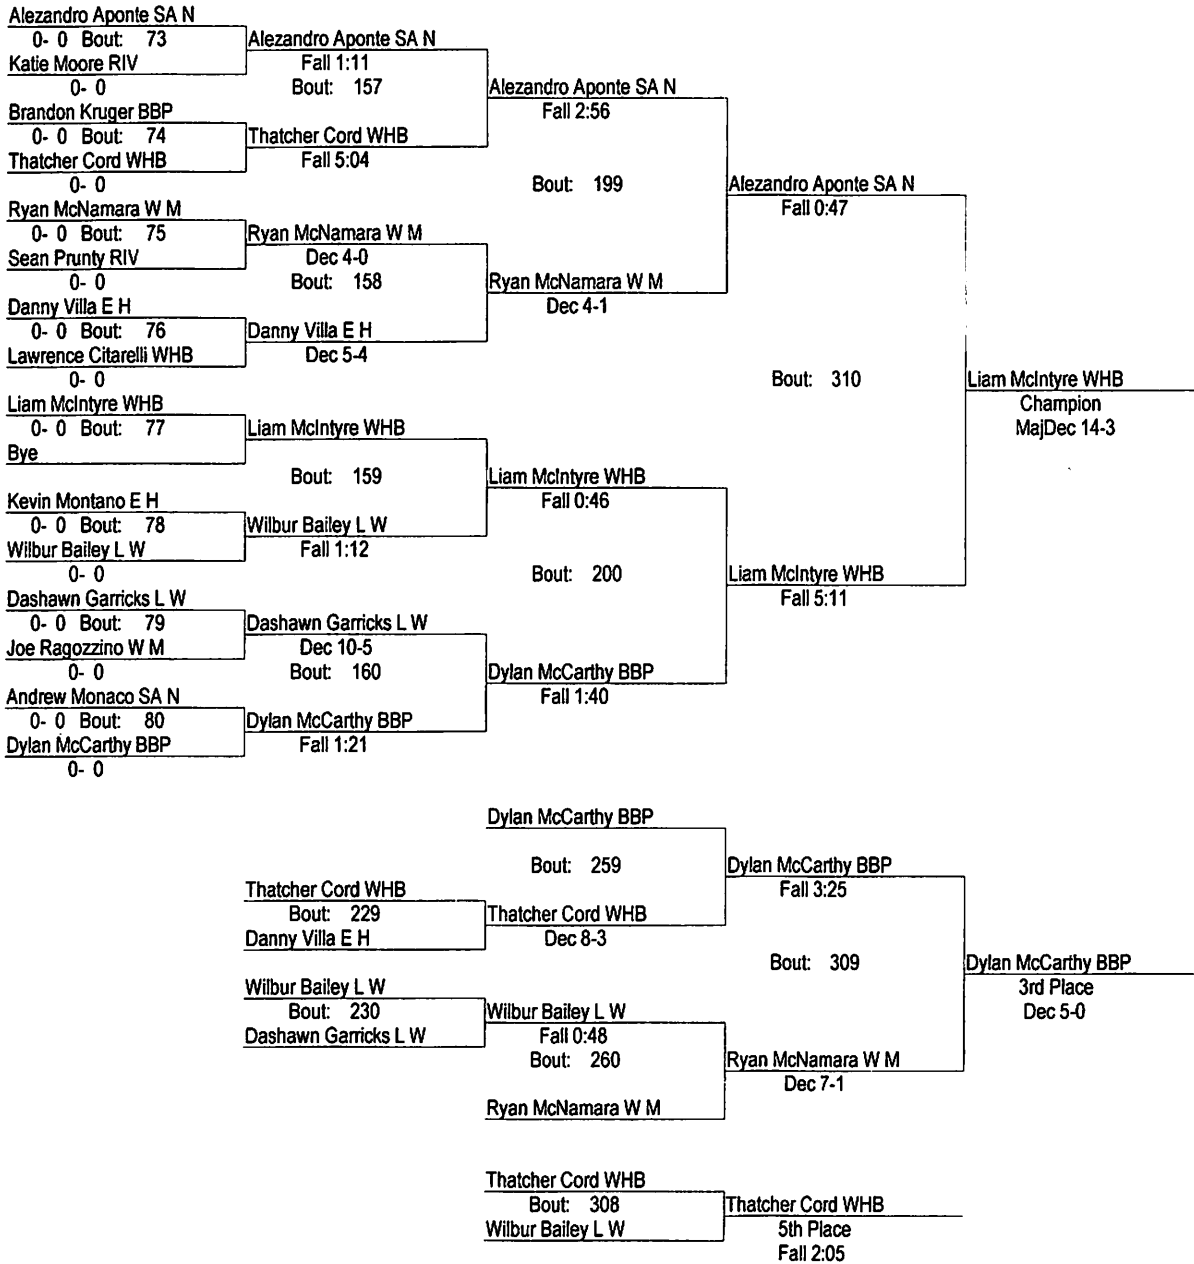 Alezandro Aponte SA N
0- 0 Bout: 73
Katie Moore RIV
0- 0
Brandon Kruger BBP
0- 0 Bout: 74
Thatcher Cord WHB
0- 0
Ryan McNamara W M
0- 0 Bout: 75
Sean Prunty RIV
0- 0
Danny Villa E H
0- 0 Bout: 76
Lawrence Citarelli WHB
0- 0
Liam McIntyre WHB
0- 0 Bout: 77
Bye
Kevin Montano E H
0- 0 Bout: 78
Wilbur Bailey L W
0- 0
Dashawn Garricks L W
0- 0 Bout: 79
Joe Ragozzino W M
0- 0
Andrew Monaco SA N
0- 0 Bout: 80
Dylan McCarthy BBP
0- 0
Alezandro Aponte SA N
Fall 1:11
Bout: 157
Thatcher Cord WHB
Fall 5:04
Ryan McNamara W M
Dec 4-0
Bout: 158
Danny Villa E H
Dec 5-4
Liam McIntyre WHB
Bout: 159
Wilbur Bailey L W
Fall 1:12
Dashawn Garricks L W
Dec 10-5
Bout: 160
Dylan McCarthy BBP
Fall 1:21
Alezandro Aponte SA N
Fall 2:56
Bout: 199
Ryan McNamara W M
Dec 4-1
Liam McIntyre WHB
Fall 0:46
Bout: 200
Dylan McCarthy BBP
Fall 1:40
Alezandro Aponte SA N
Fall 0:47
Bout: 310
Liam McIntyre WHB
Fall 5:11
Liam McIntyre WHB
Champion
MajDec 14-3
Thatcher Cord WHB
Bout: 229
Danny Villa E H
Wilbur Bailey L W
Bout: 230
Dashawn Garricks L W
Dylan McCarthy BBP
Bout: 259
Thatcher Cord WHB
Dec 8-3
Wilbur Bailey L W
Fall 0:48
Bout: 260
Ryan McNamara W M
Dylan McCarthy BBP
Fall 3:25
Bout: 309
Ryan McNamara W M
Dec 7-1
Dylan McCarthy BBP
3rd Place
Dec 5-0
Thatcher Cord WHB
Bout: 308
Wilbur Bailey L W
Thatcher Cord WHB
5th Place
Fall 2:05